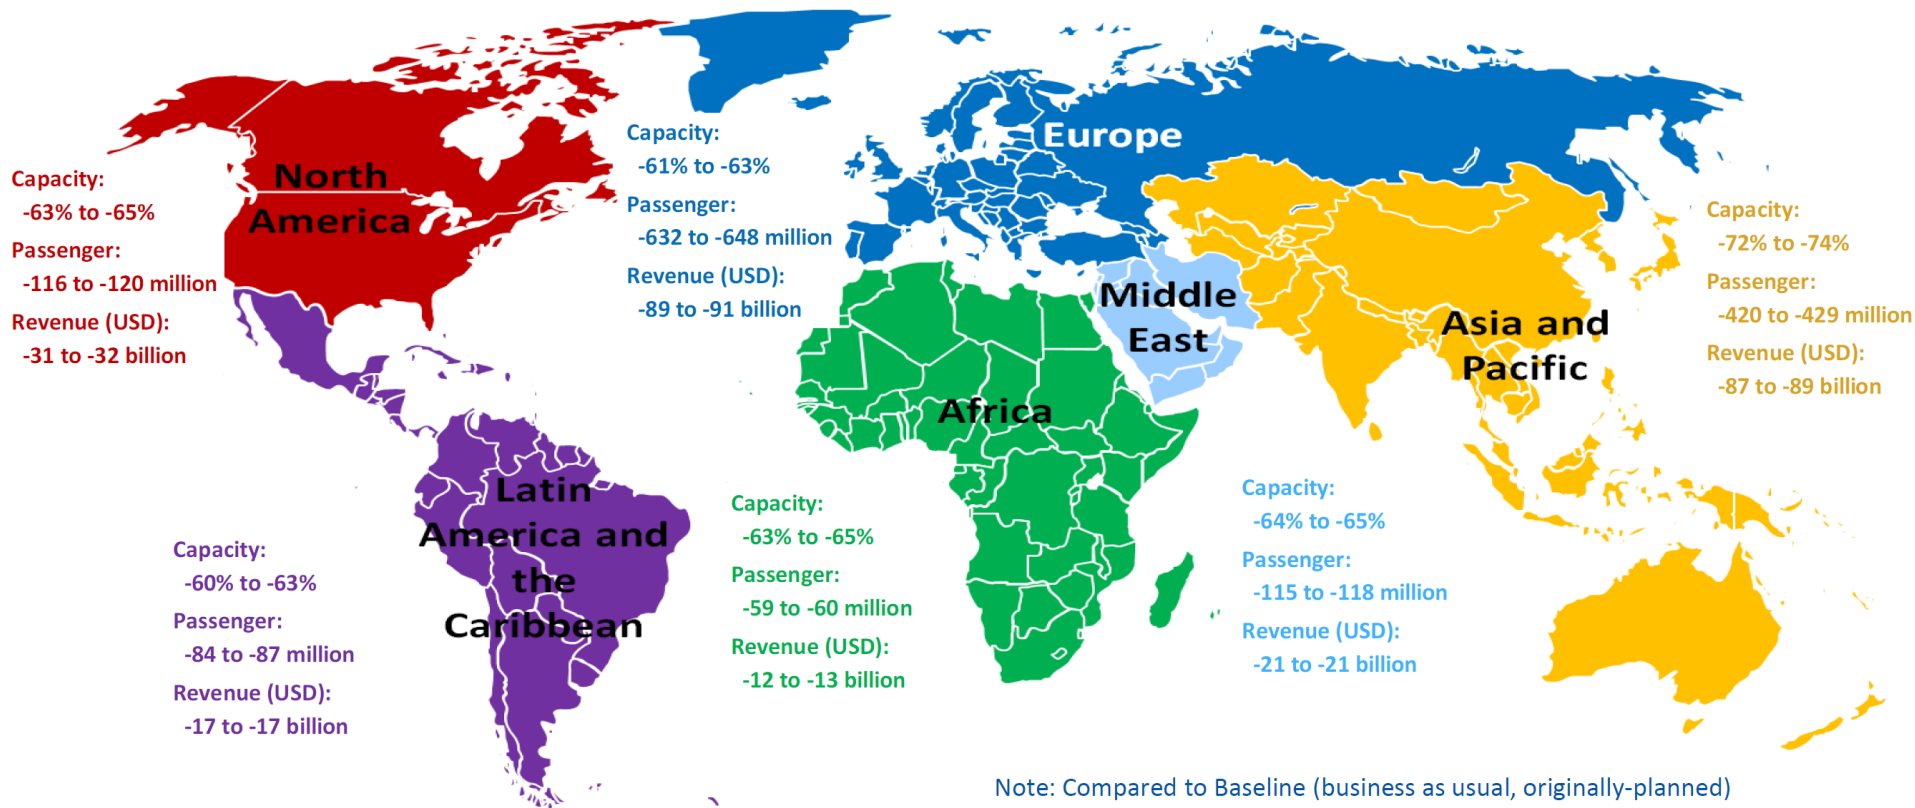 North
America
Capacity:
-63% to -65%
Passenger:
-116 to -120 million
Revenue (USD):
-31 to -32 billion
Capacity:
-61% to -63%
Passenger:
-632 to -648 million
Revenue (USD):
-89 to -91 billion
Europe
Capacity:
-72% to -74%
Passenger:
-420 to -429 million
Revenue (USD):
-87 to -89 billion
Middle
East
Asia and
Pacific
Africa
Latin
America and
the
Caribbean
Capacity:
-60% to -63%
Passenger:
-84 to -87 million
Revenue (USD):
-17 to -17 billion
Capacity:
-63% to -65%
Passenger:
-59 to -60 million
Revenue (USD):
-12 to -13 billion
Capacity:
-64% to -65%
Passenger:
-115 to -118 million
Revenue (USD):
-21 to -21 billion
Note: Compared to Baseline (business as usual, originally-planned)